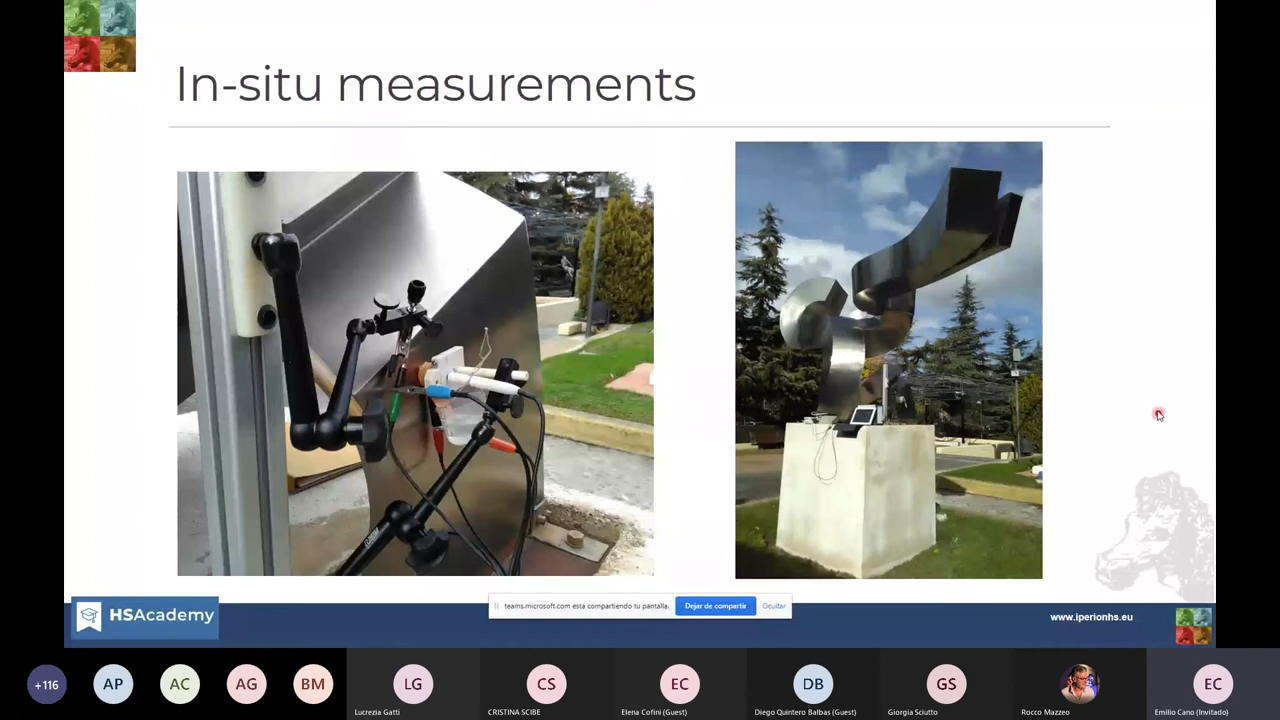 In-situ measurements
HSAcademy
teams.microsoft.com está compartiendo tu pantalla.
Dejar de compartir
Ocultar
www.iperionhs.eu
+116
AP
AC
AG
BM
LG
CS
EC
DB
GS
EC
Lucrezia Gatti
CRISTINA SCIBE
Elena Cofini (Guest)
Diego Quintero Balbas (Guest)
Giorgia Sciutto
Rocco Mazzeo
Emilio Cano (Invitado)